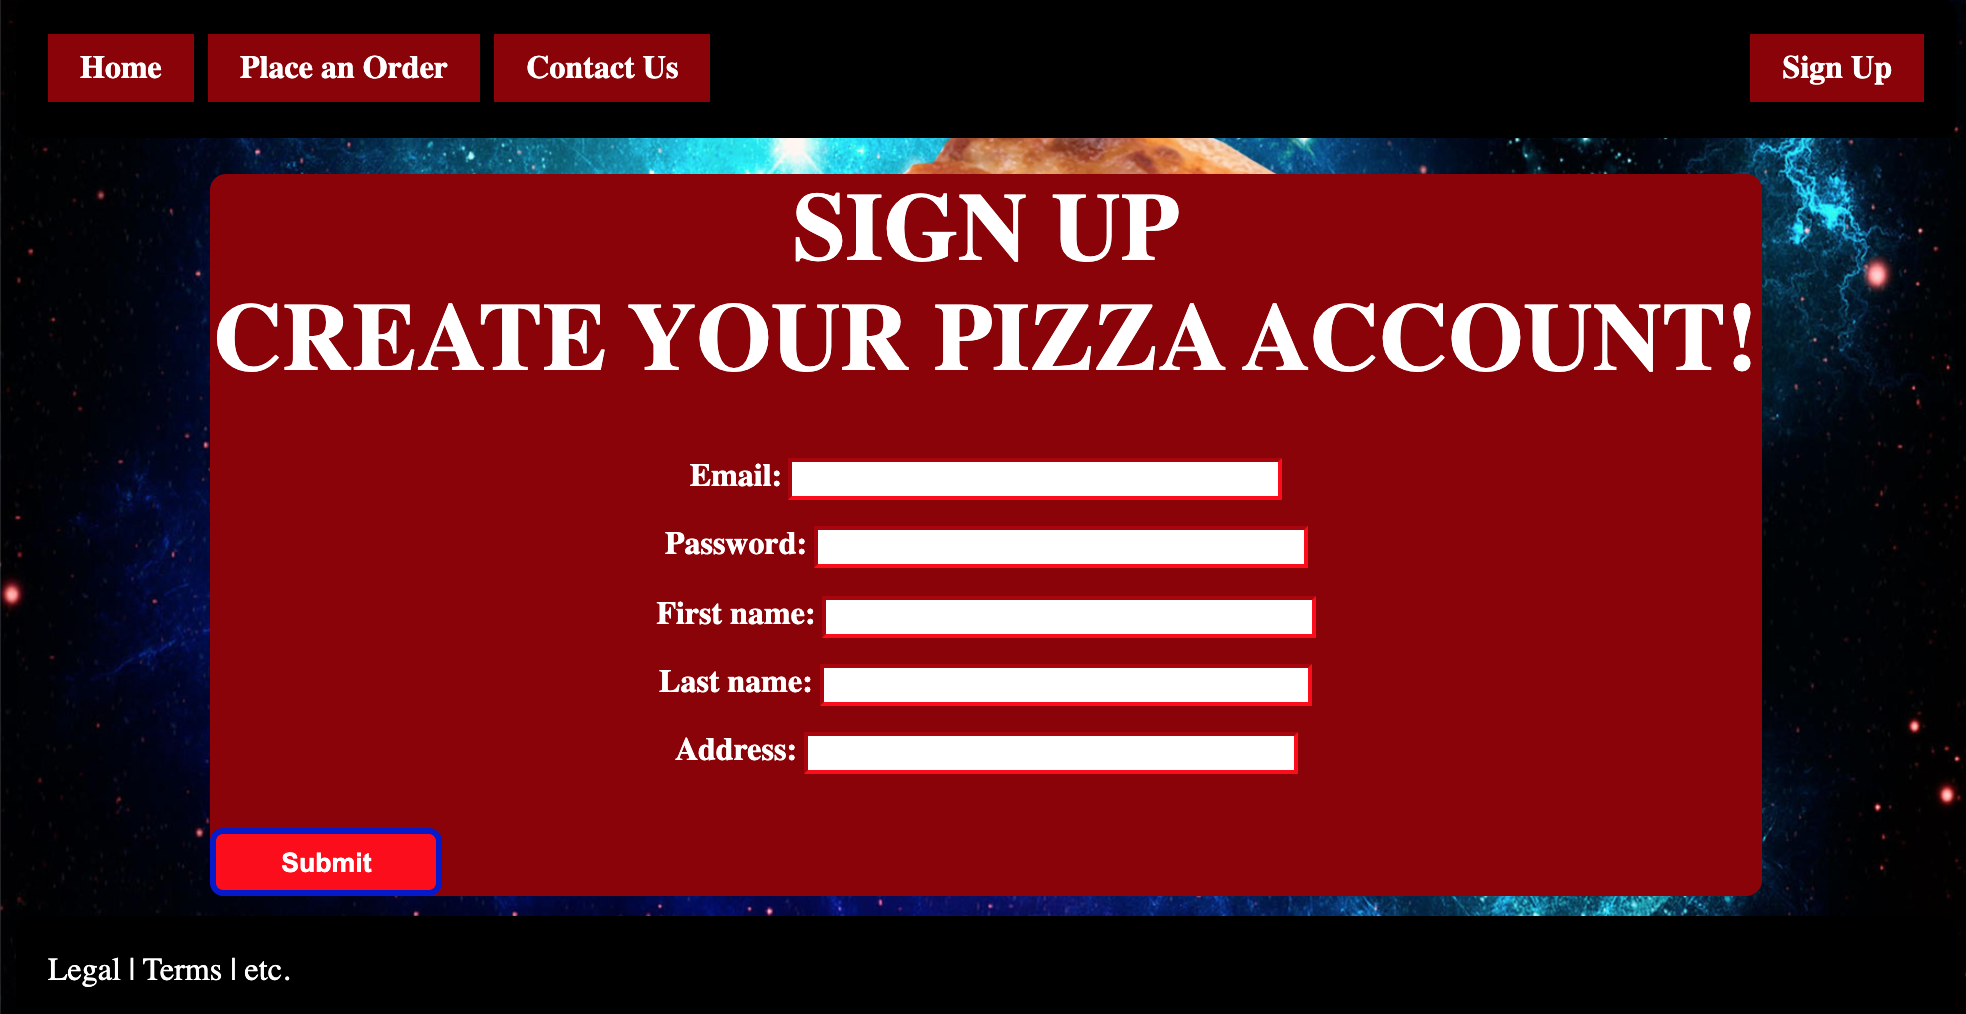 Home Place an Order Contact Us Sign Up
SIGN UP
CREATE YOUR PIZZA ACCOUNT!
Email:
Password:
First name:
Last name:
Address:
Submit
Legal | Terms | etc.